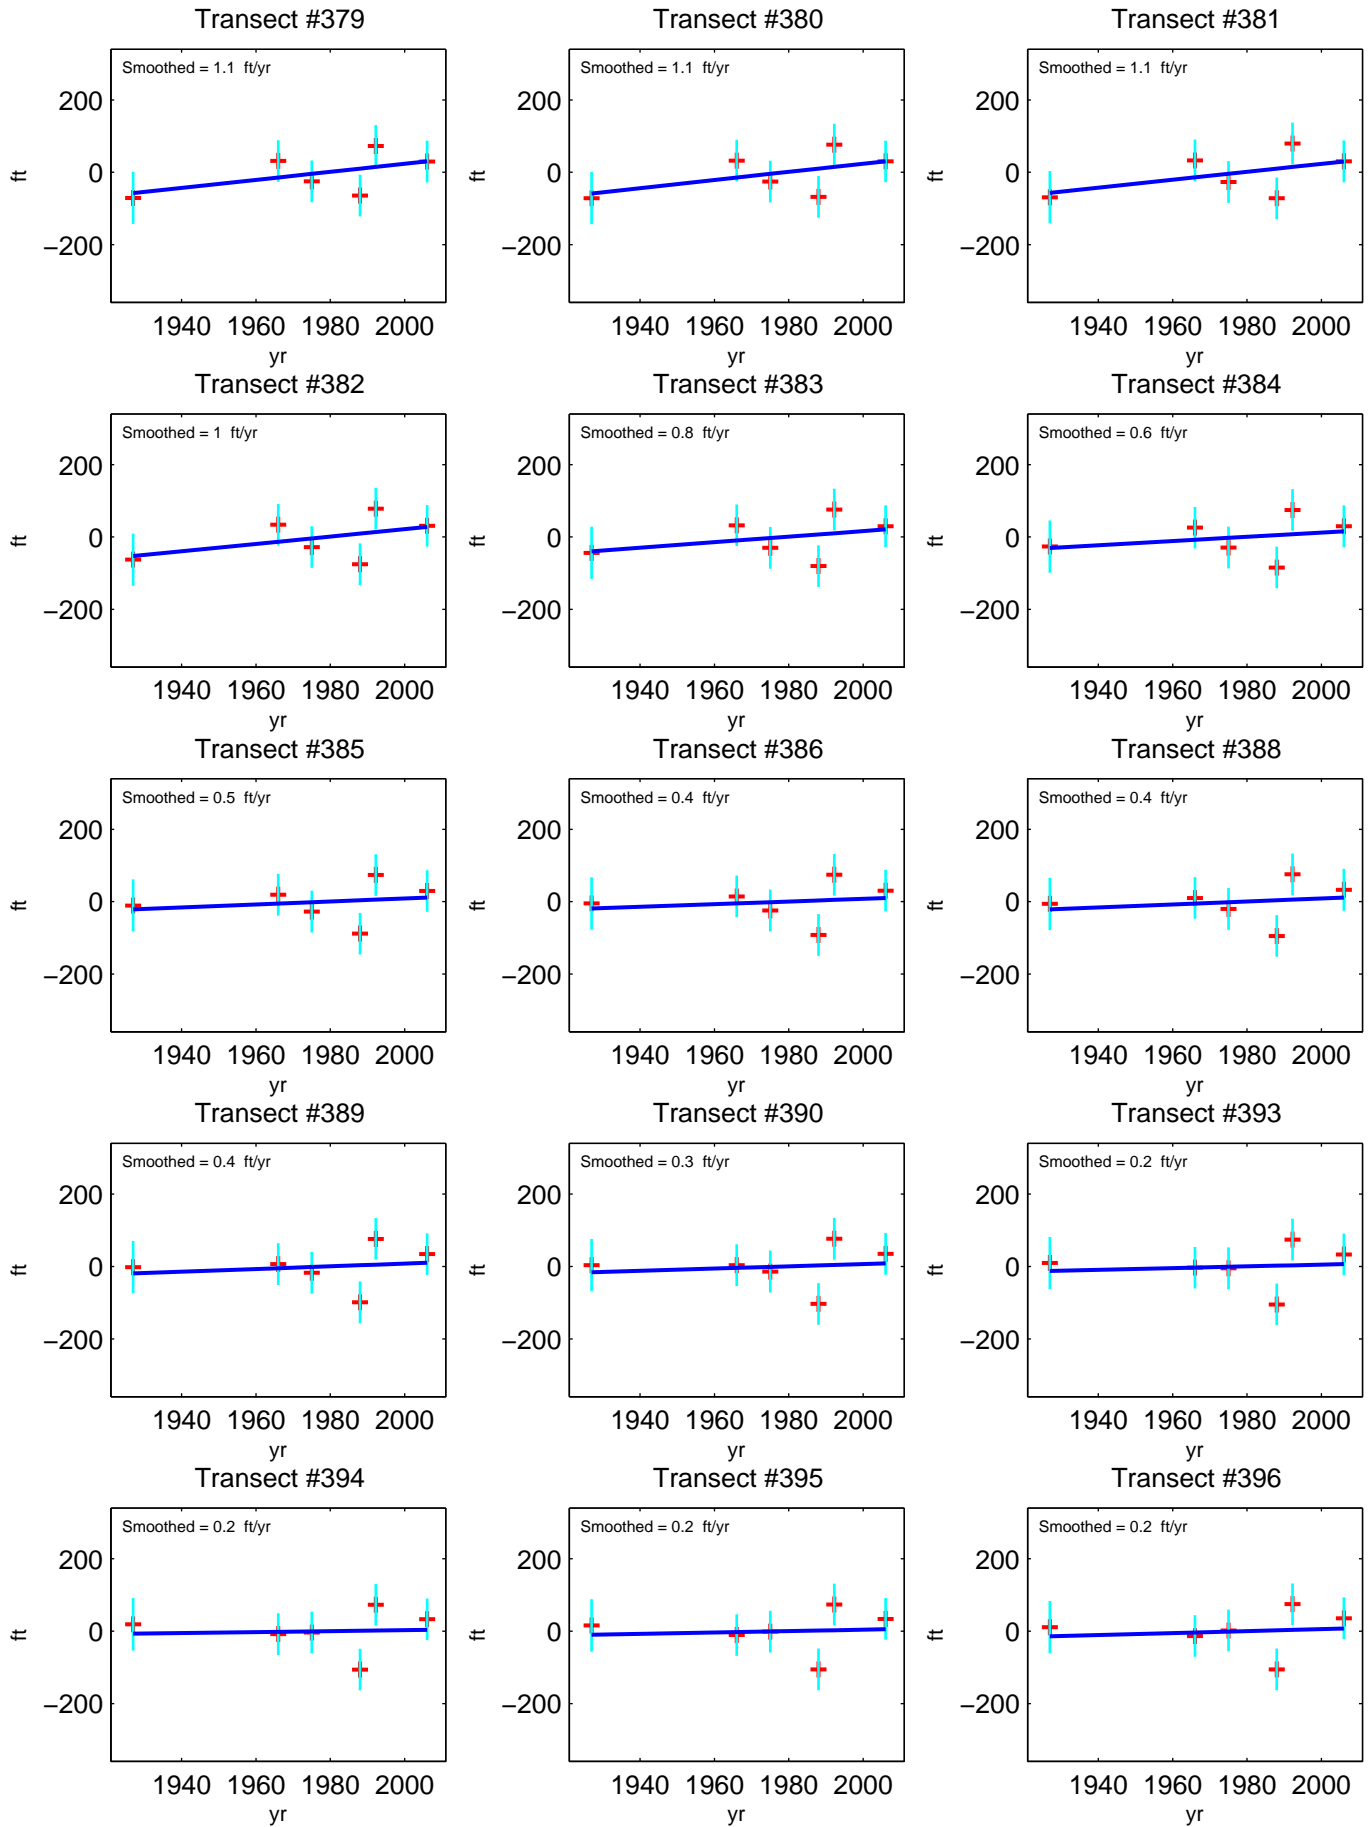 Transect #379
Transect #380
Transect #381
Smoothed = 1.1 ft/yr
Smoothed = 1.1 ft/yr
Smoothed = 1.1 ft/yr
200
0
−200
ft
200
0
−200
ft
200
0
−200
ft
1940 1960 1980 2000
1940 1960 1980 2000
1940 1960 1980 2000
yr
yr
yr
Transect #382
Transect #383
Transect #384
Smoothed = 1 ft/yr
Smoothed = 0.8 ft/yr
Smoothed = 0.6 ft/yr
200
0
−200
ft
200
0
−200
ft
200
0
−200
ft
1940 1960 1980 2000
1940 1960 1980 2000
1940 1960 1980 2000
yr
yr
yr
Transect #385
Transect #386
Transect #388
Smoothed = 0.5 ft/yr
Smoothed = 0.4 ft/yr
Smoothed = 0.4 ft/yr
200
0
−200
ft
200
0
−200
ft
200
0
−200
ft
1940 1960 1980 2000
1940 1960 1980 2000
1940 1960 1980 2000
yr
yr
yr
Transect #389
Transect #390
Transect #393
Smoothed = 0.4 ft/yr
Smoothed = 0.3 ft/yr
Smoothed = 0.2 ft/yr
200
0
−200
ft
200
0
−200
ft
200
0
−200
ft
1940 1960 1980 2000
1940 1960 1980 2000
1940 1960 1980 2000
yr
yr
yr
Transect #394
Transect #395
Transect #396
Smoothed = 0.2 ft/yr
Smoothed = 0.2 ft/yr
Smoothed = 0.2 ft/yr
200
0
−200
ft
200
0
−200
ft
200
0
−200
ft
1940 1960 1980 2000
1940 1960 1980 2000
1940 1960 1980 2000
yr
yr
yr